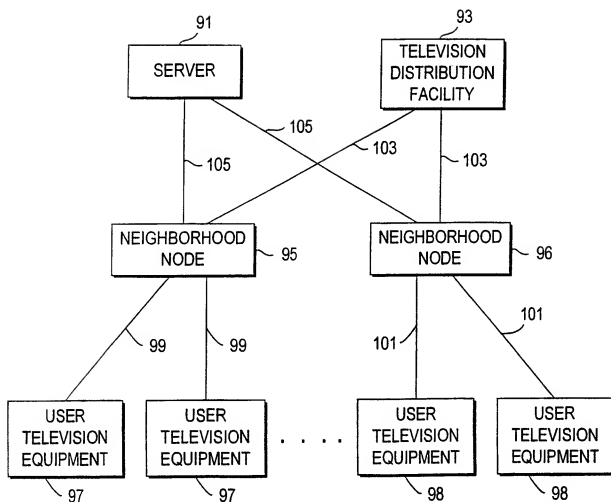 91
SERVER
93
TELEVISION
DISTRIBUTION
FACILITY
105
105
103
103
NEIGHBORHOOD
NODE
95
NEIGHBORHOOD
NODE
96
99
99
101
101
USER
TELEVISION
EQUIPMENT
97
USER
TELEVISION
EQUIPMENT
97
. . . .
USER
TELEVISION
EQUIPMENT
98
USER
TELEVISION
EQUIPMENT
98